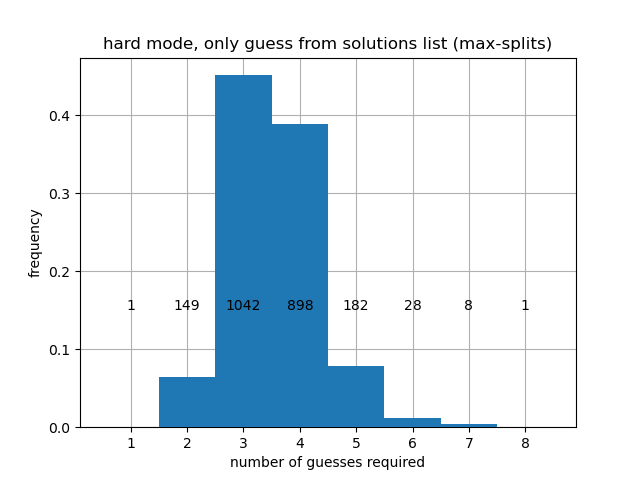 hard mode, only guess from solutions list (max-splits)
frequency
0.4
0.3
0.2
0.1
0.0
1 149 1042 898 182 28 8 1
1 2 3 4 5 6 7 8
number of guesses required